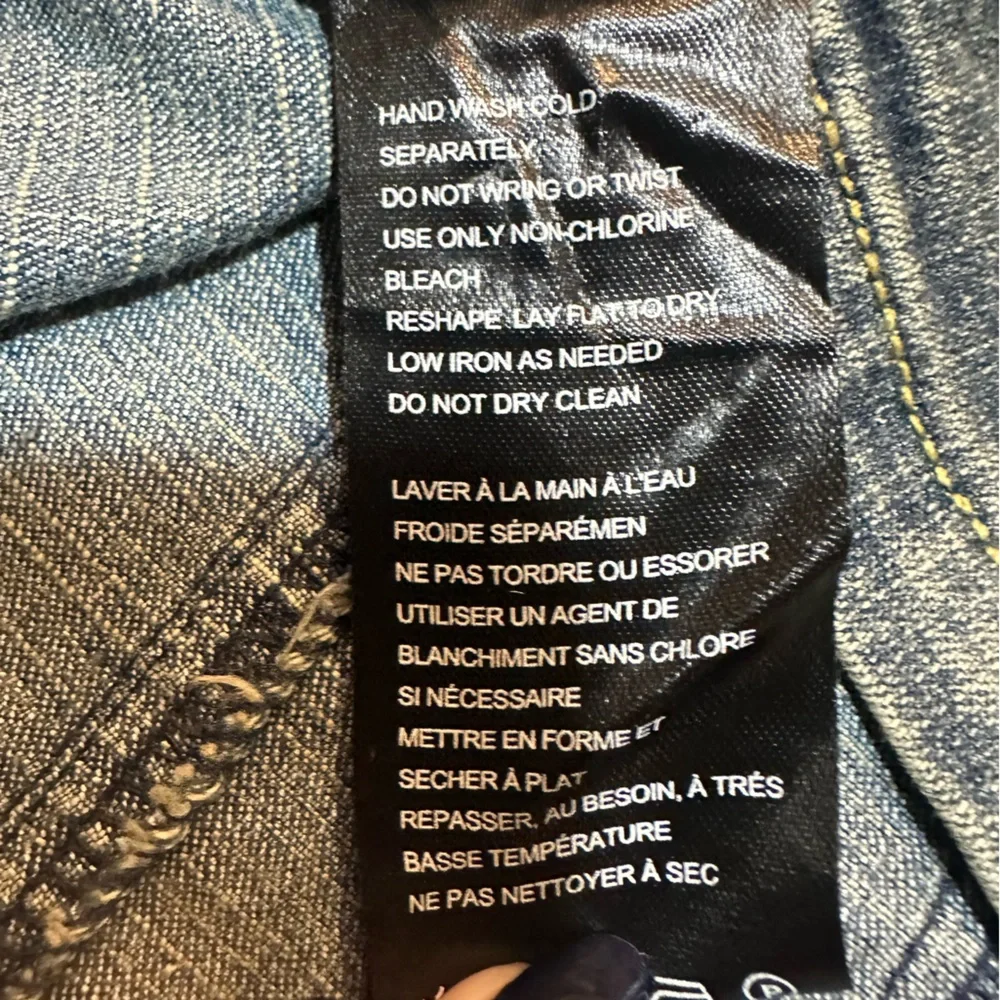 HAND WASH COLD
SEPARATELY
DO NOT WRING OR TWIST
USE ONLY NON-CHLORINE
BLEACH
RESHAPE LAY FLAT TO DRY
LOW IRON AS NEEDED
DO NOT DRY CLEAN
LAVER À LA MAIN À L'EAU
FROIDE SÉPARÉMEN
NE PAS TORDRE OU ESSORER
UTILISER UN AGENT DE
BLANCHIMENT SANS CHLORE
SI NÉCESSAIRE
METTRE EN FORME ET
SECHER À PLAT
REPASSER, AU BESOIN, À TRÉS
BASSE TEMPÉRATURE
NE PAS NETTOYER À SEC